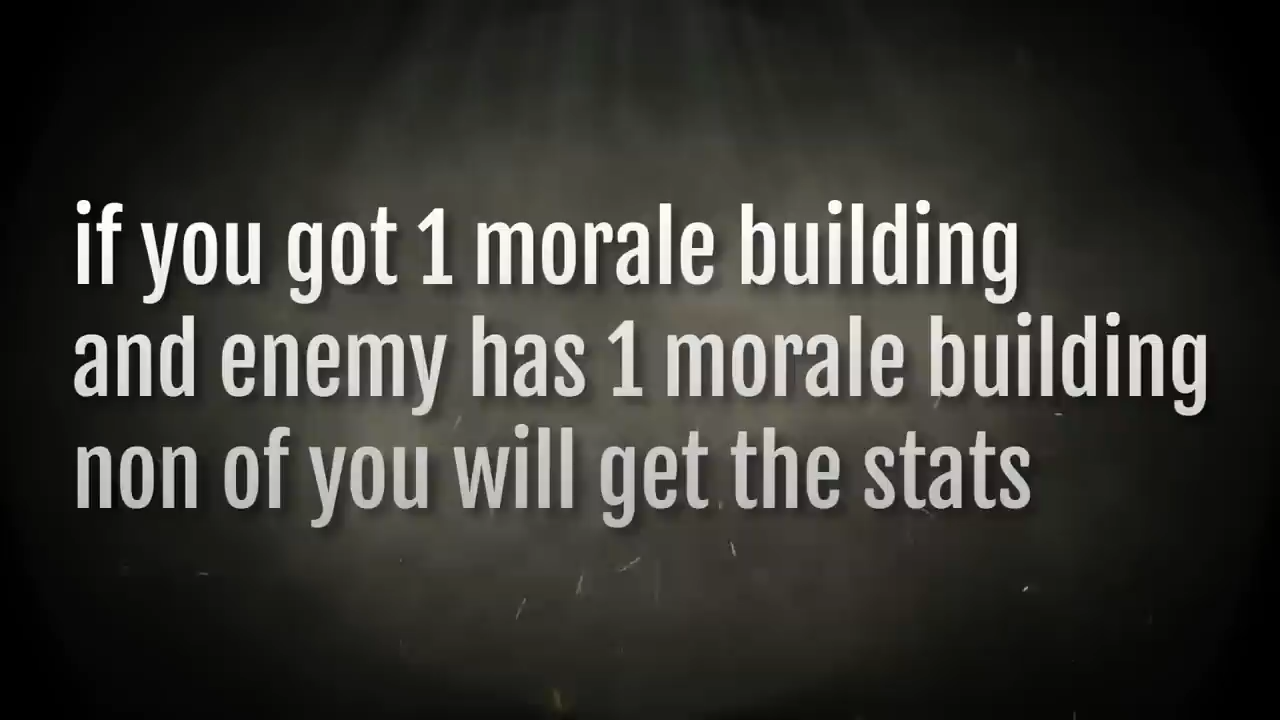 if you got 1 morale building
and enemy has 1 morale building
non of you will get the stats